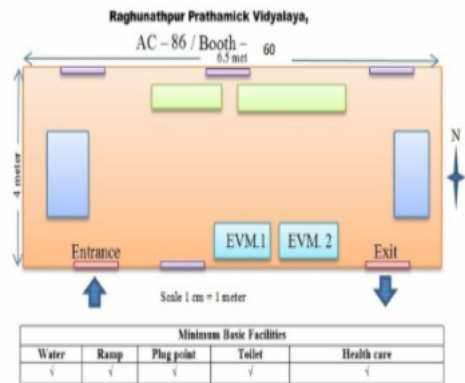 Raghunathpur Prathamick Vidyalaya,
AC – 86 / Booth – 60
6.5 met
4 meter
N
EVM.1 EVM. 2
Entrance Exit
Scale 1 cm = 1 meter
Minimum Basic Facilities
Water Ramp Plug point Toilet Health care
√ √ √ √ √